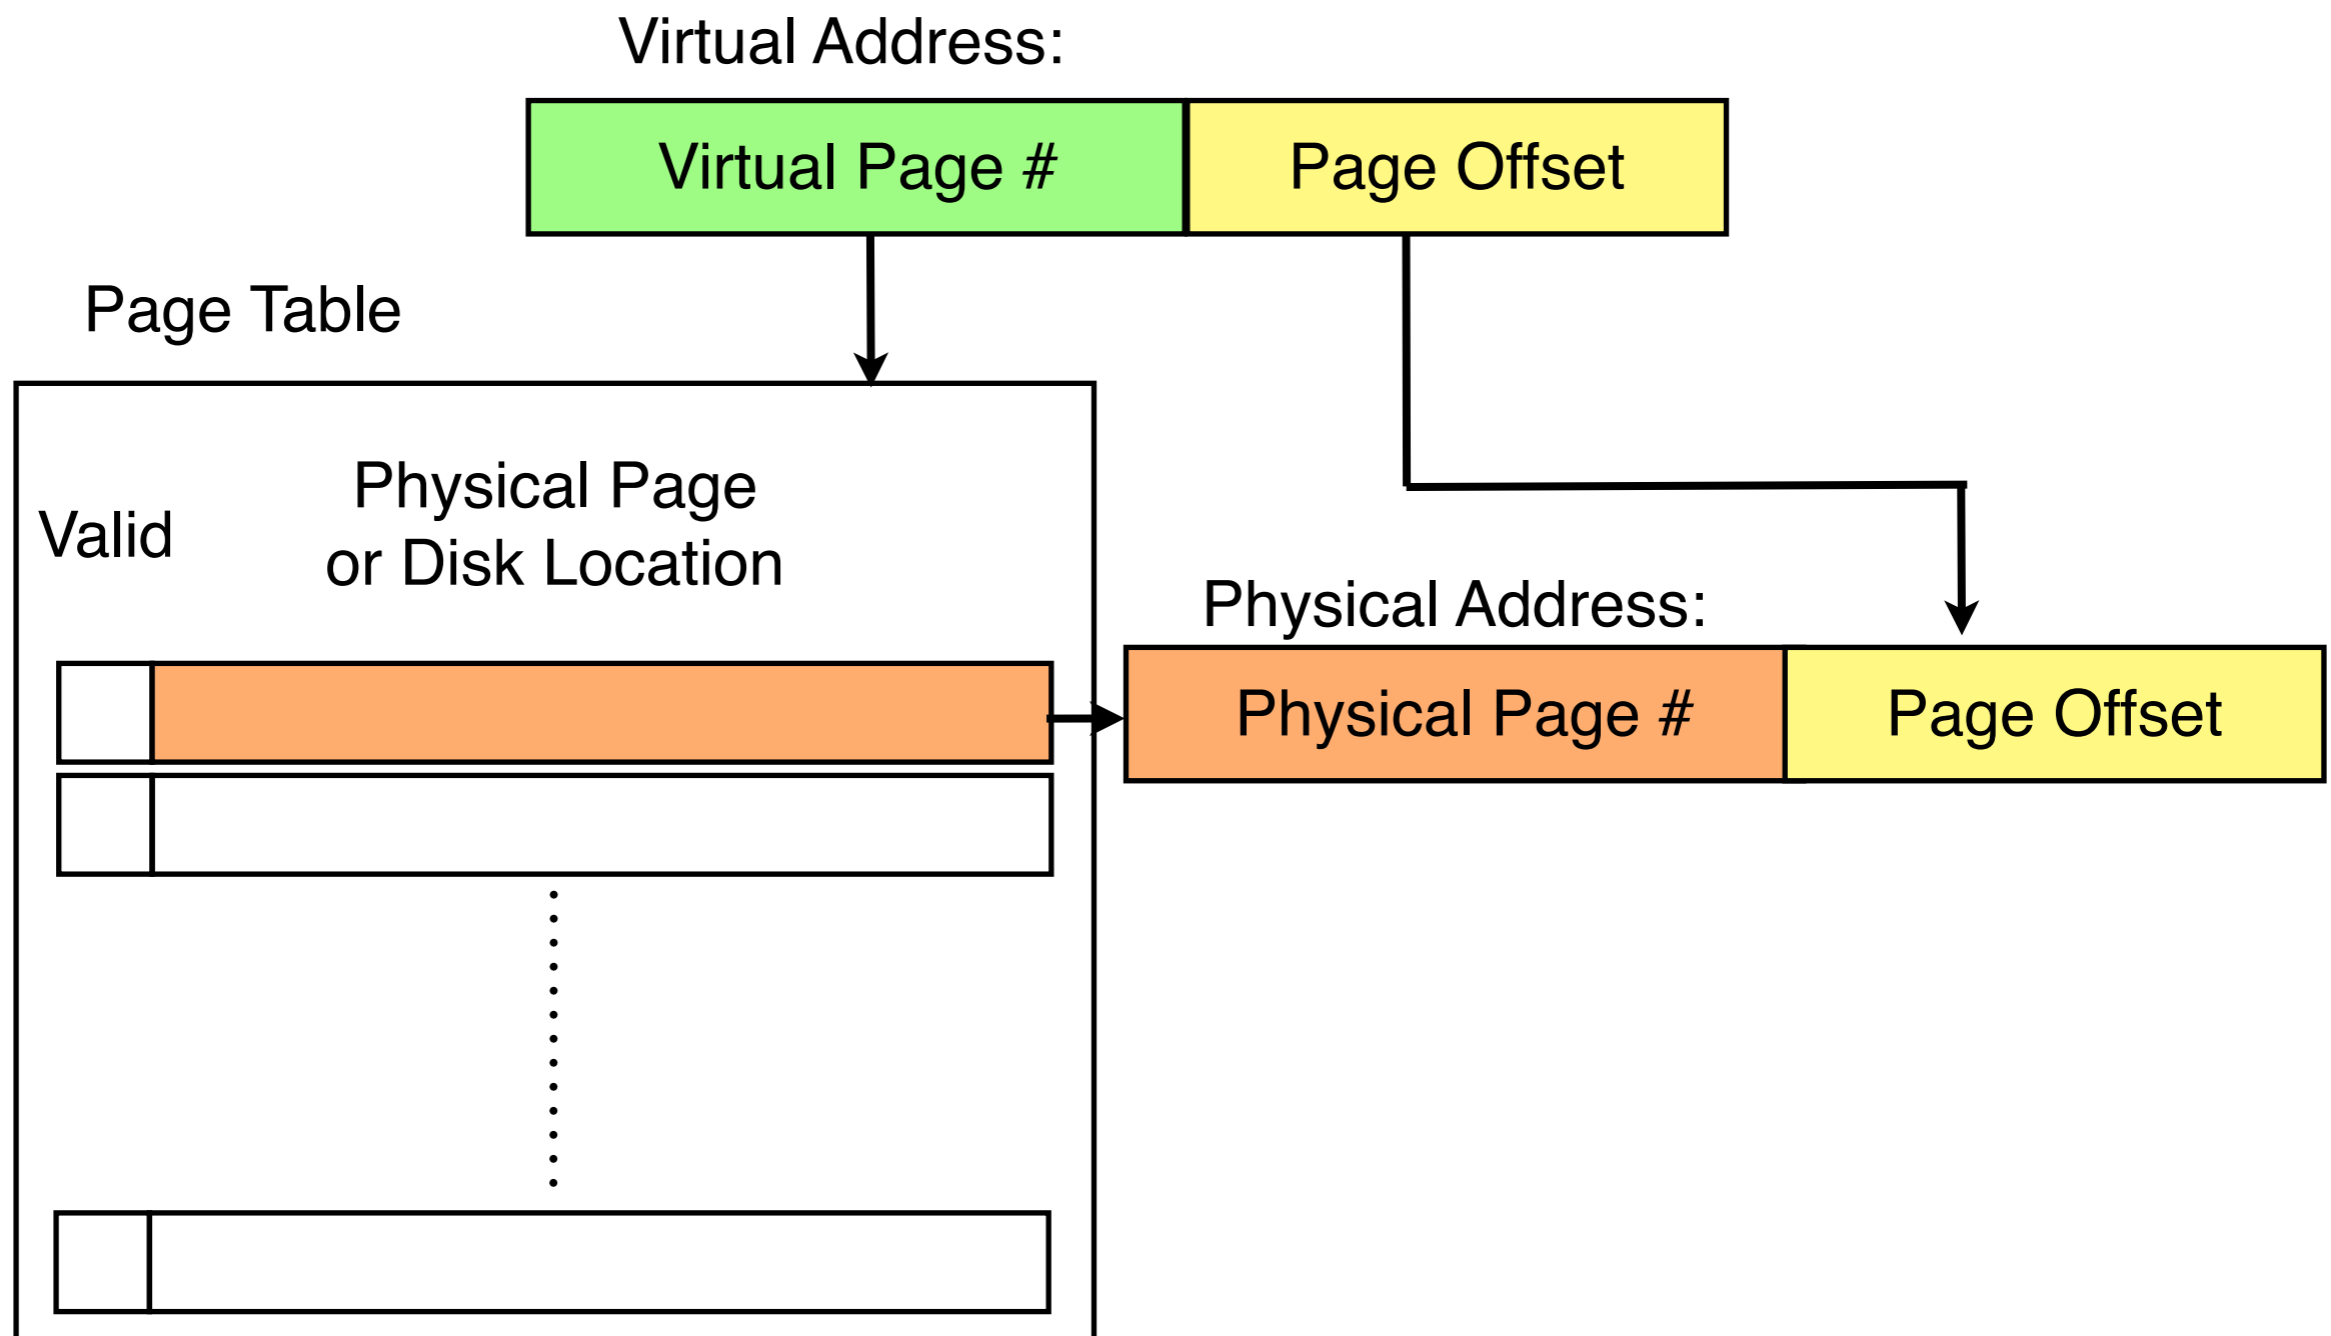 Virtual Address:
Virtual Page #
Page Offset
Page Table
Valid
Physical Page
or Disk Location
Physical Address:
Physical Page #
Page Offset